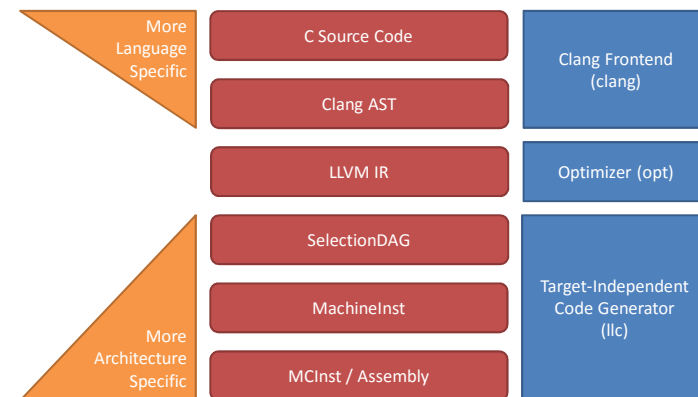 More
Language
Specific
C Source Code
Clang AST
Clang Frontend
(clang)
LLVM IR
Optimizer (opt)
SelectionDAG
MachineInst
MCInst / Assembly
More
Architecture
Specific
Target-Independent
Code Generator
(llc)